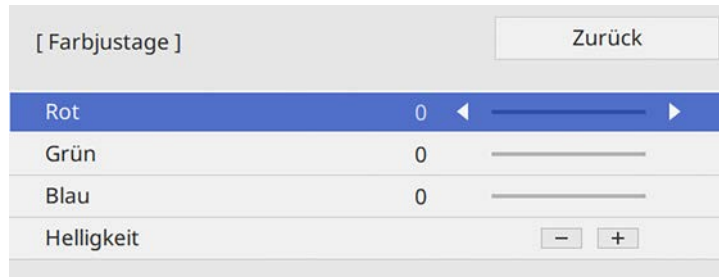 [ Farbjustage ] Zurück
Rot 0
Grün 0
Blau 0
Helligkeit − +